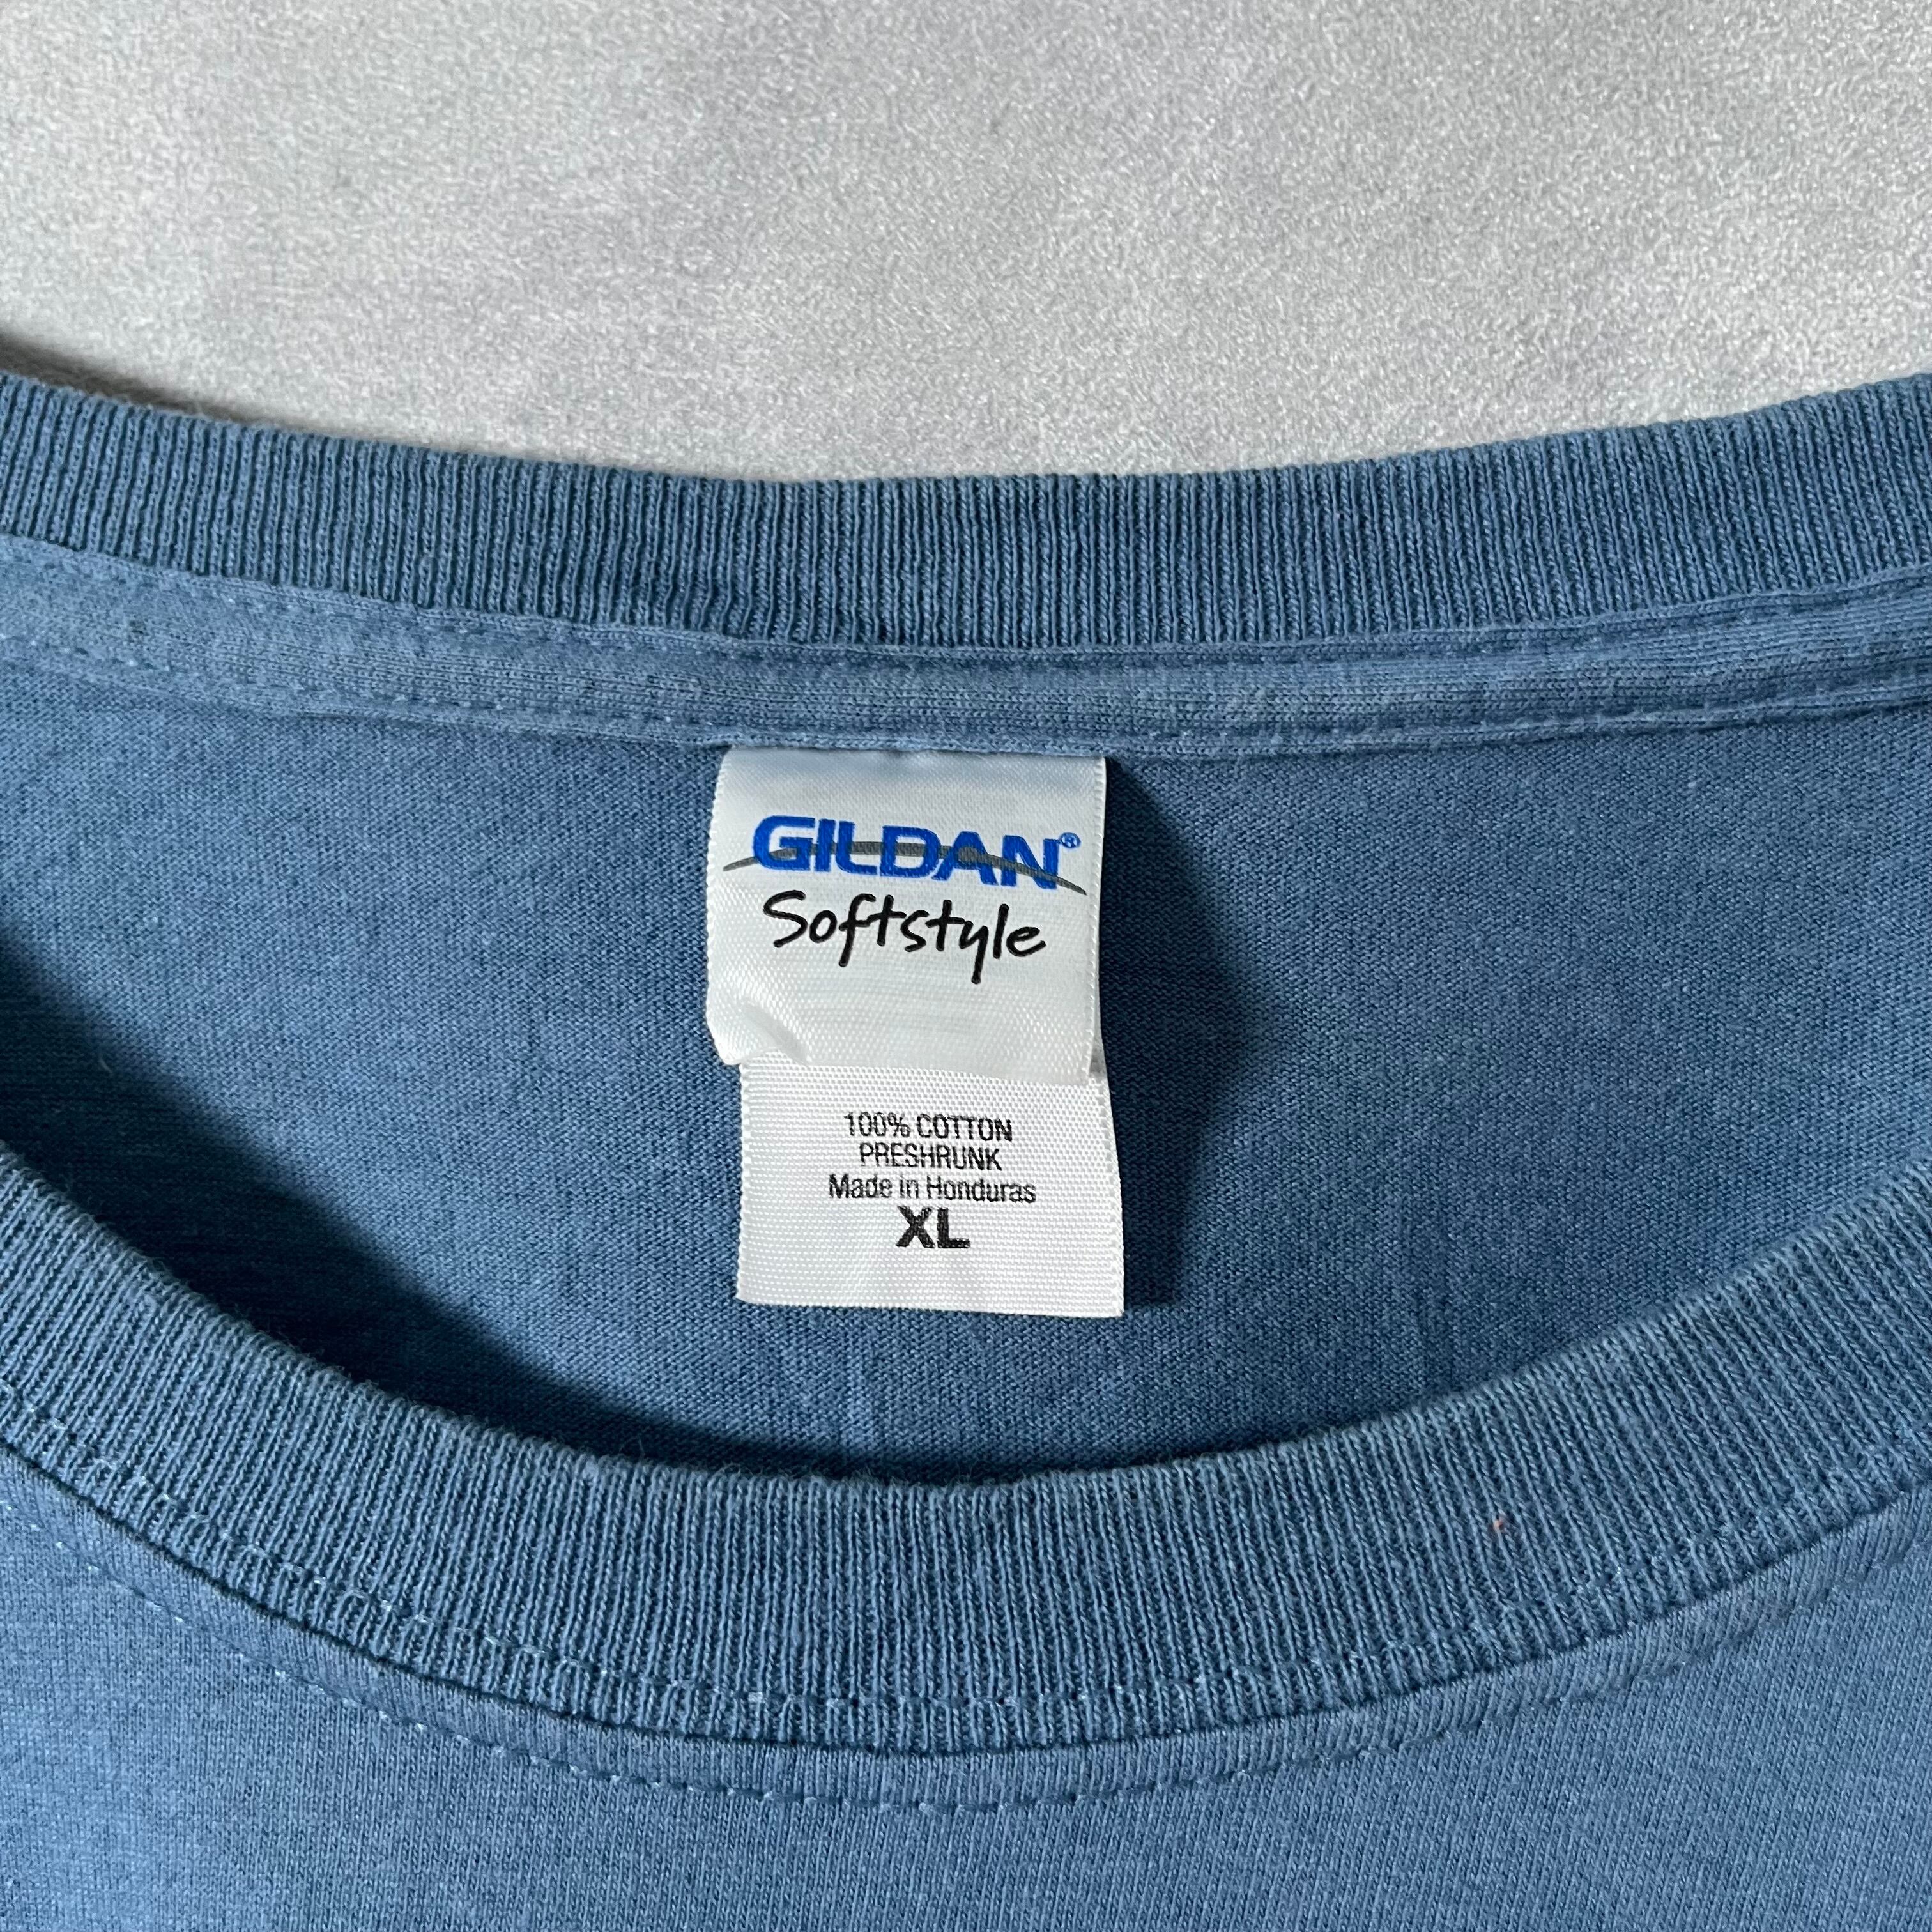 GILDAN®
Softstyle
100% COTTON
PRESHRUNK
Made in Honduras
XL